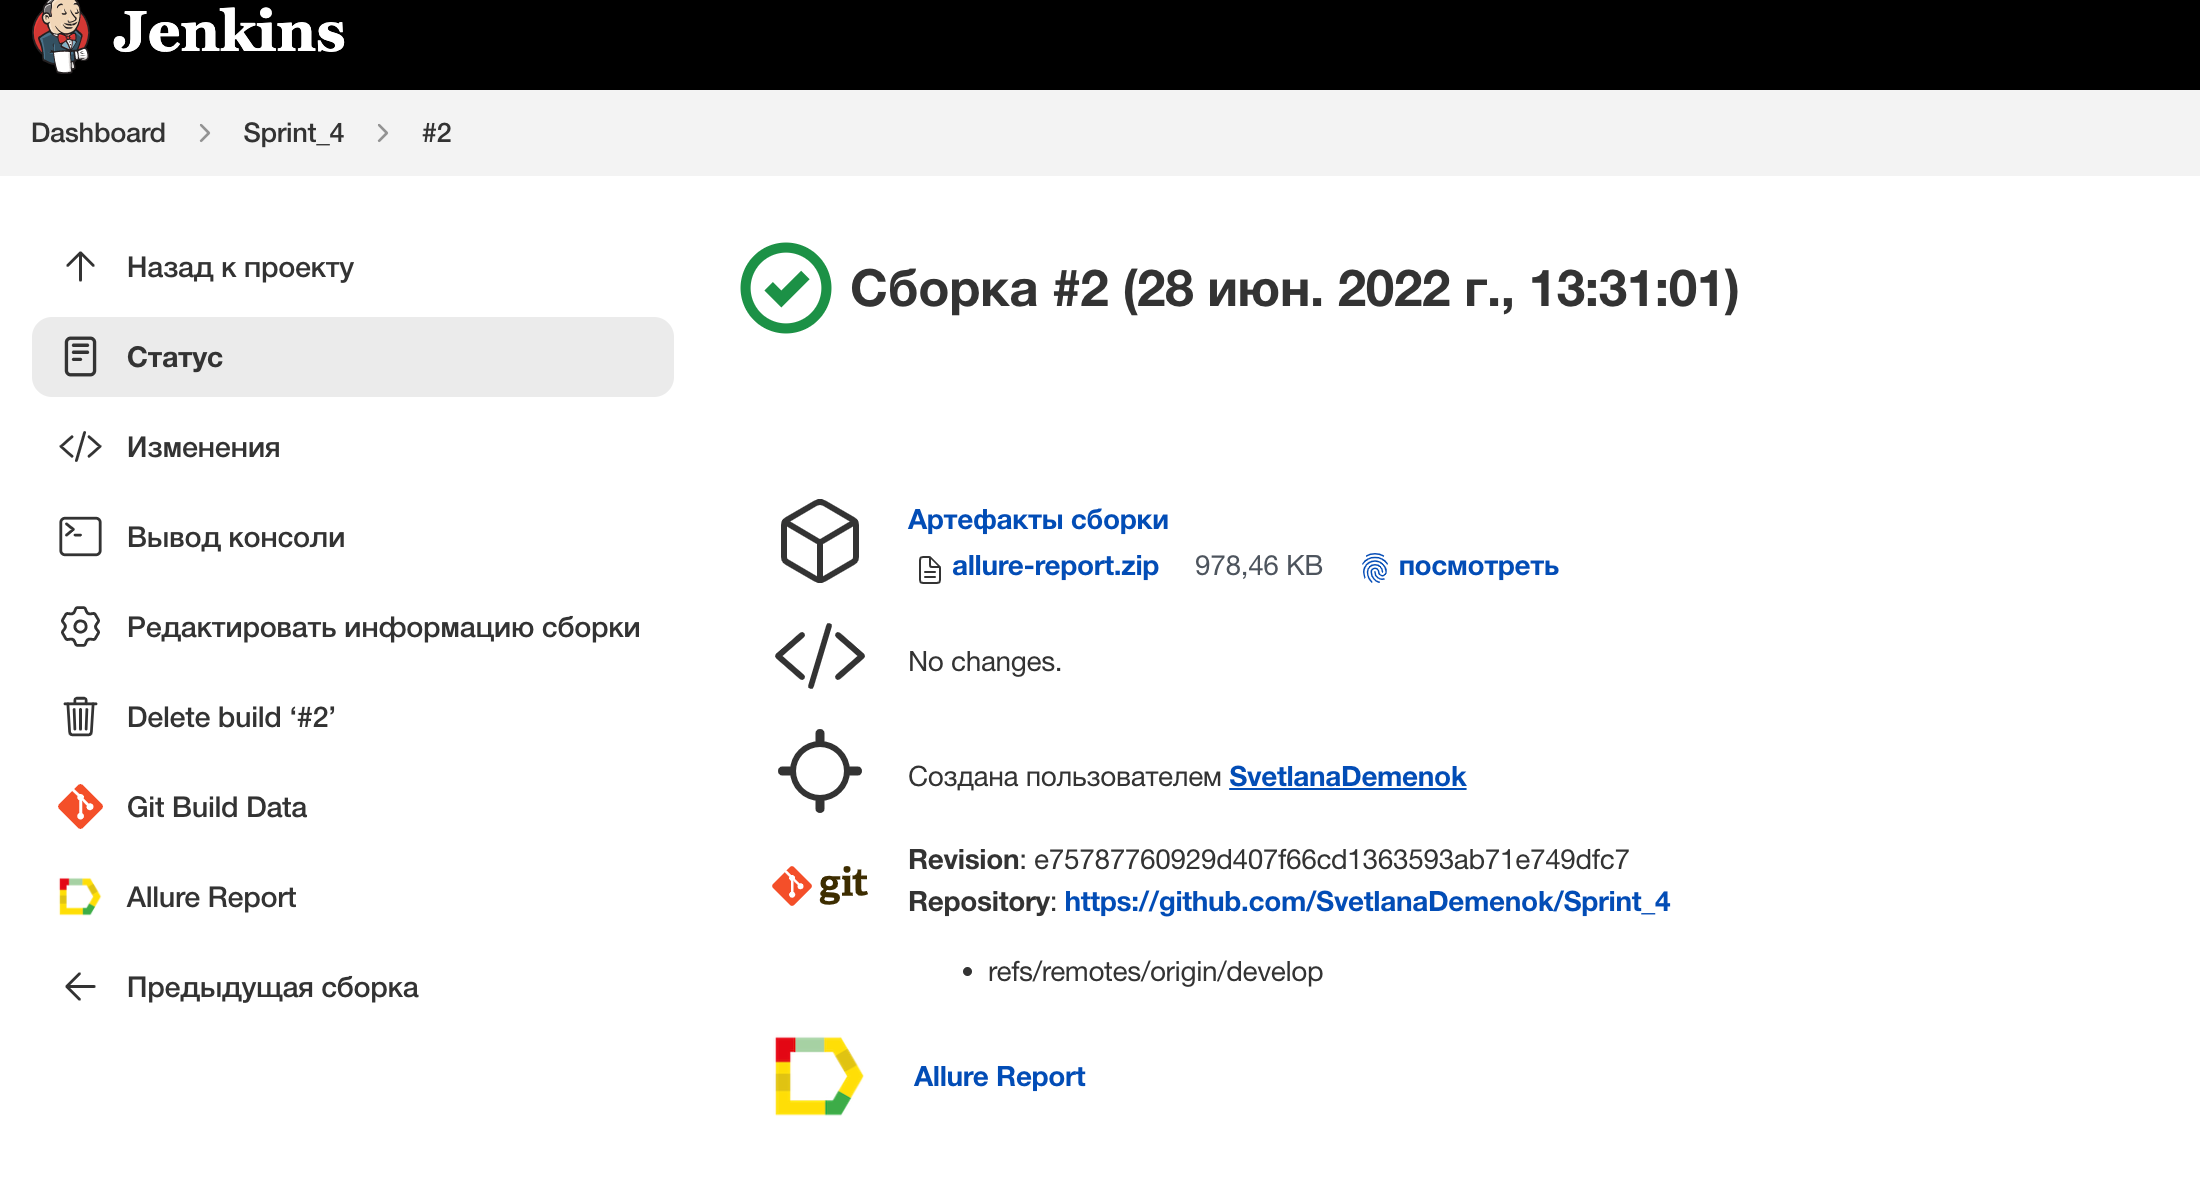 Jenkins
Dashboard
Sprint_4
#2
Назад к проекту
Статус
Изменения
Вывод консоли
Редактировать информацию сборки
Delete build ‘#2’
Git Build Data
Allure Report
Предыдущая сборка
Сборка #2 (28 июн. 2022 г., 13:31:01)
Артефакты сборки
allure-report.zip 978,46 KB посмотреть
No changes.
Создана пользователем SvetlanaDemenok
git
Revision: e75787760929d407f66cd1363593ab71e749dfc7
Repository: https://github.com/SvetlanaDemenok/Sprint_4
• refs/remotes/origin/develop
Allure Report